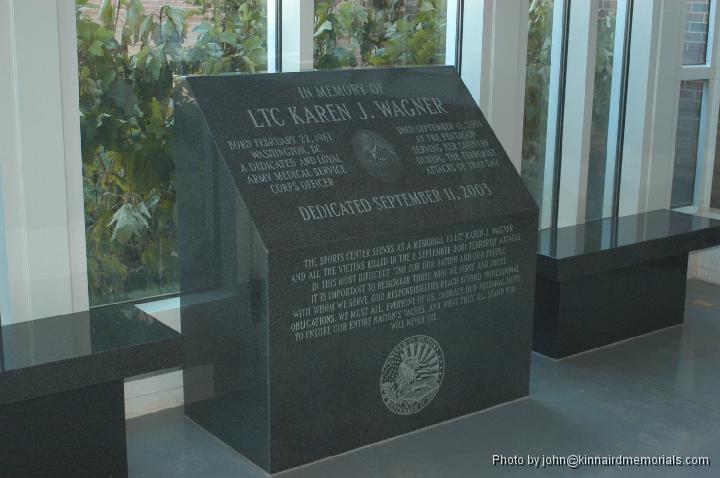 IN MEMORY OF
LTC KAREN J. WAGNER
BORN FEBRUARY 22, 1961
WASHINGTON, DC
A DEDICATED AND LOYAL
ARMY MEDICAL SERVICE
CORPS OFFICER
DIED SEPTEMBER 11, 2001
IN THE PENTAGON
SERVING HER COUNTRY
DURING THE TERRORIST
ATTACKS OF THAT DAY
DEDICATED SEPTEMBER 11, 2003
THE SPORTS CENTER SERVES AS A MEMORIAL TO LTC KAREN J. WAGNER
AND ALL THE VICTIMS KILLED IN THE 11 SEPTEMBER 2001 TERRORIST ATTACKS.
IN THIS MOST DIFFICULT TIME FOR OUR NATION AND OUR PEOPLE,
IT IS IMPORTANT TO REMEMBER THOSE WHO WE SERVE, AND THOSE
WITH WHOM WE SERVE. OUR RESPONSIBILITIES REACH BEYOND PROFESSIONAL
OBLIGATIONS. WE MUST ALL, EVERYONE OF US, EMBRACE OUR PERSONAL DUTY
TO ENSURE OUR ENTIRE NATION'S VALUES, AND WHAT THEY ALL STAND FOR,
WILL NEVER DIE.
Photo by john@kinnairdmemorials.com